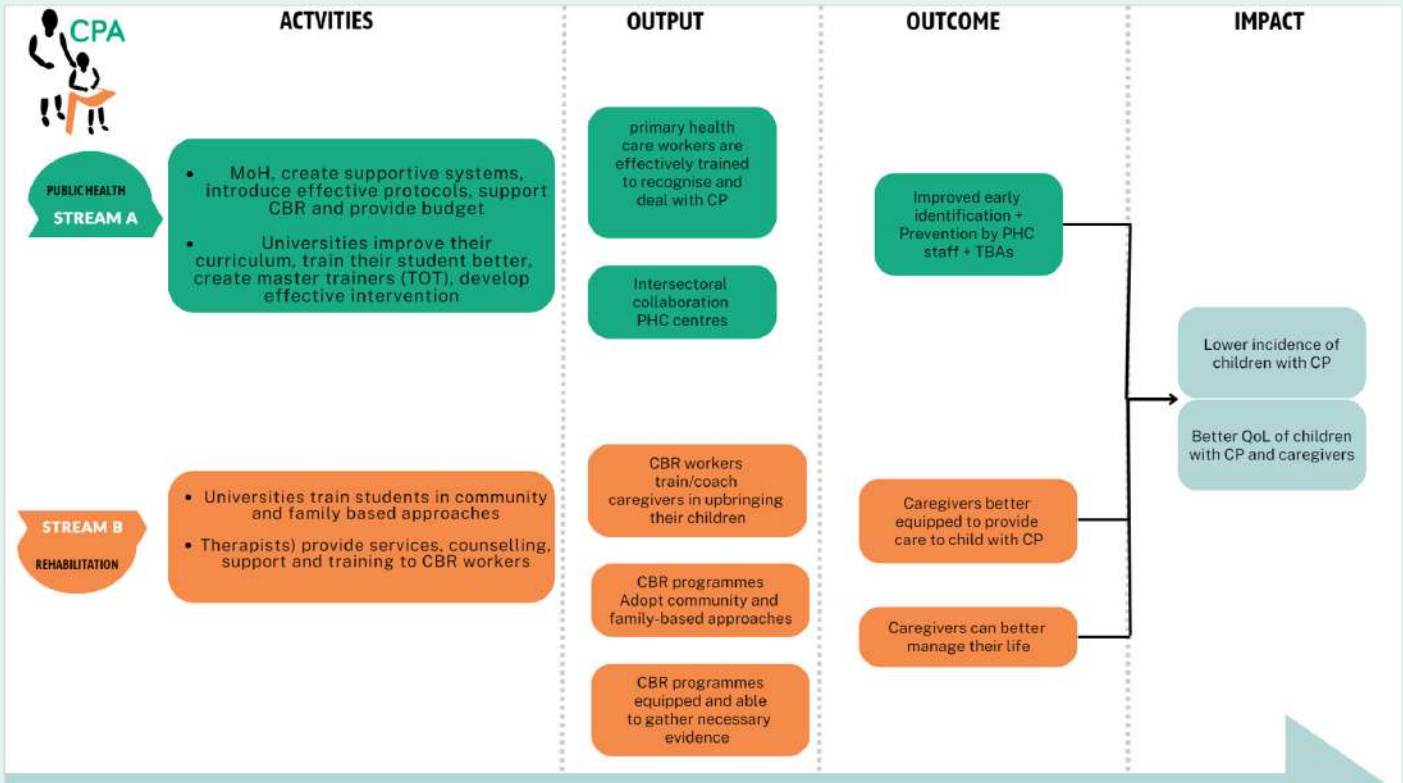 CPA
ACTVITIES
OUTPUT
OUTCOME
IMPACT
PUBLIC HEALTH
STREAM A
• MoH, create supportive systems,
introduce effective protocols, support
CBR and provide budget
• Universities improve their
curriculum, train their student better,
create master trainers (TOT), develop
effective intervention
primary health
care workers are
effectively trained
to recognise and
deal with CP
Intersectoral
collaboration
PHC centres
Improved early
identification +
Prevention by PHC
staff + TBAs
Lower incidence of
children with CP
Better QoL of children
with CP and caregivers
STREAM B
REHABILITATION
• Universities train students in community
and family based approaches
• Therapists) provide services, counselling,
support and training to CBR workers
CBR workers
train/coach
caregivers in upbringing
their children
CBR programmes
Adopt community and
family-based approaches
CBR programmes
equipped and able
to gather necessary
evidence
Caregivers better
equipped to provide
care to child with CP
Caregivers can better
manage their life